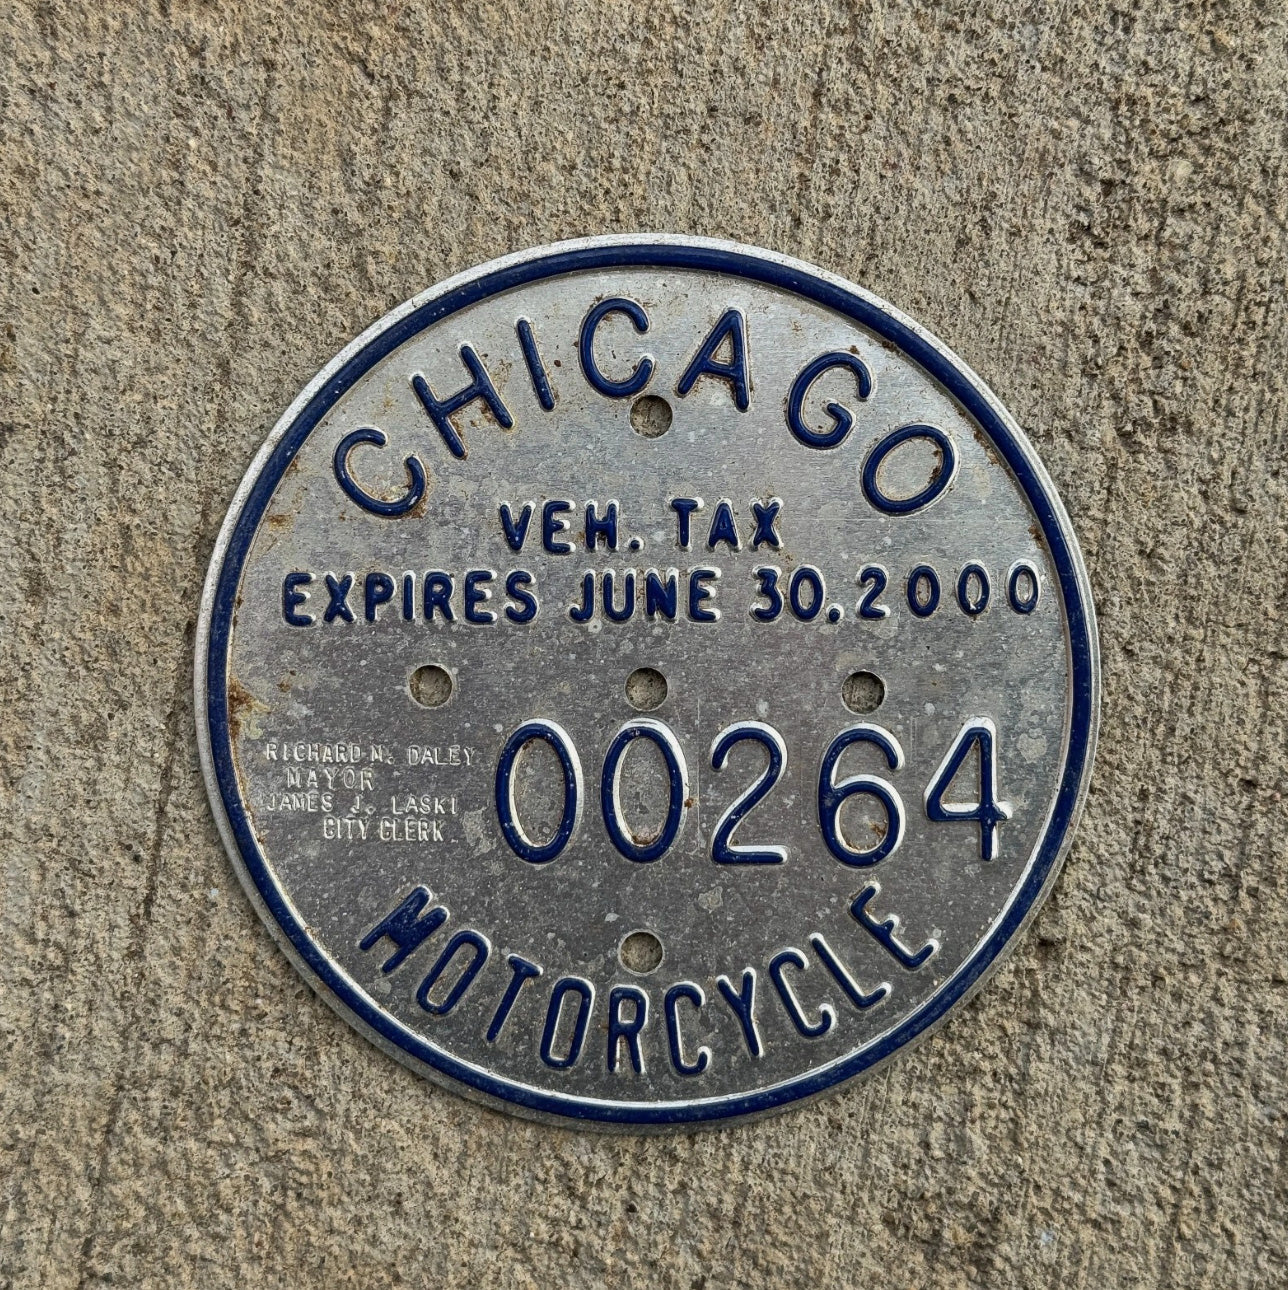 CHICAGO
VEH. TAX
EXPIRES JUNE 30.2000
RICHARD M. DALEY
MAYOR
JAMES J. LASKI
CITY CLERK
00264
MOTORCYCLE